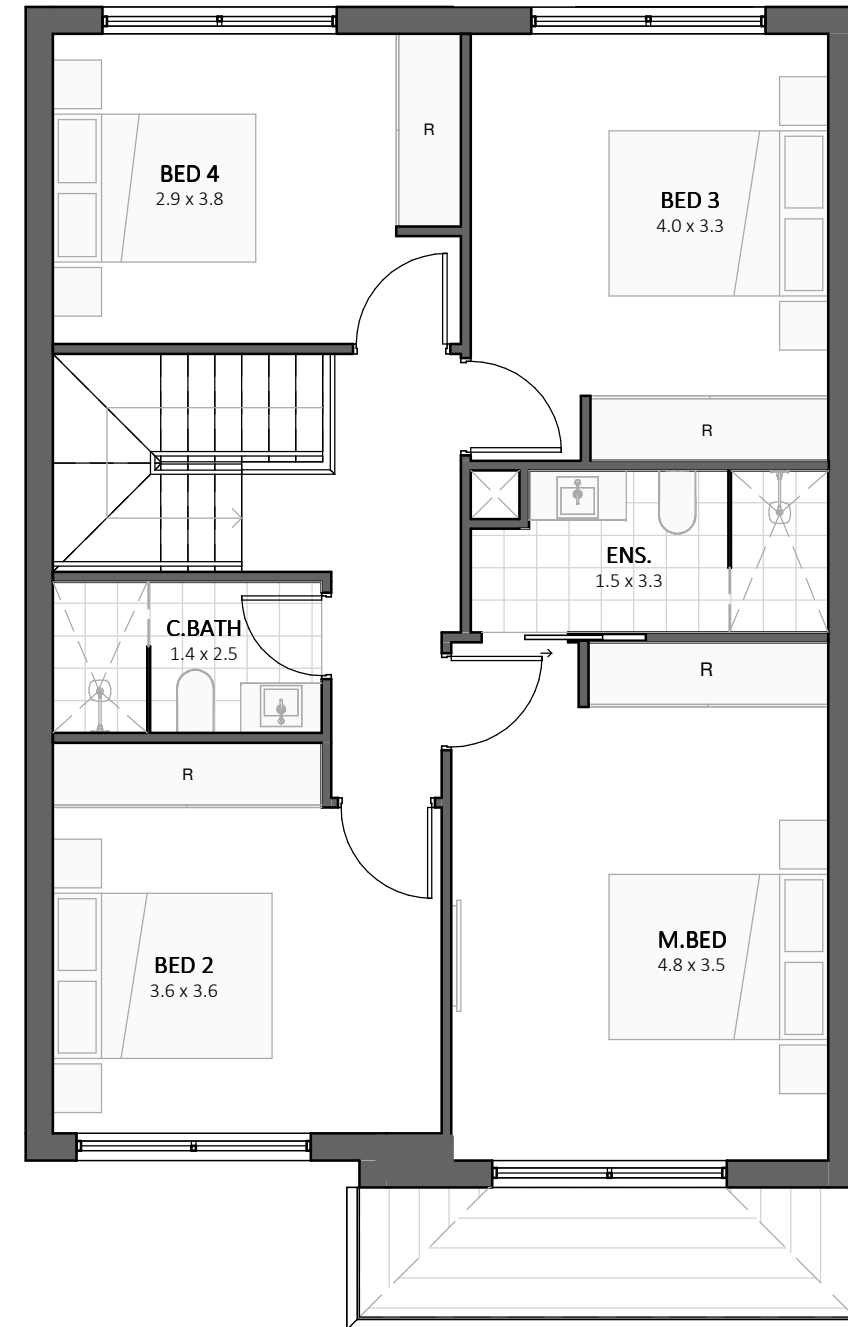 R
BED 4
2.9 x 3.8
BED 3
4.0 x 3.3
R
ENS.
1.5 x 3.3
C.BATH
1.4 x 2.5
R
R
M.BED
4.8 x 3.5
BED 2
3.6 x 3.6